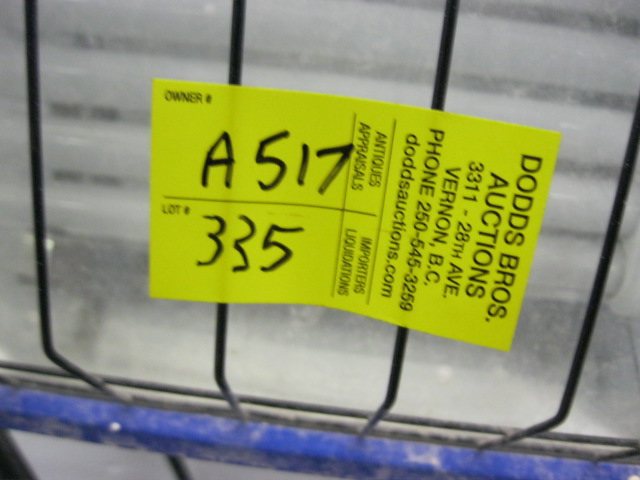 OWNER #
A 517
LOT #
335
ANTIQUES
APPRAISALS
IMPORTERS
LIQUIDATIONS
DODDS BROS.
AUCTIONS
3311 - 28TH AVE.
VERNON, B.C.
PHONE 250-545-3259
doddsauctions.com